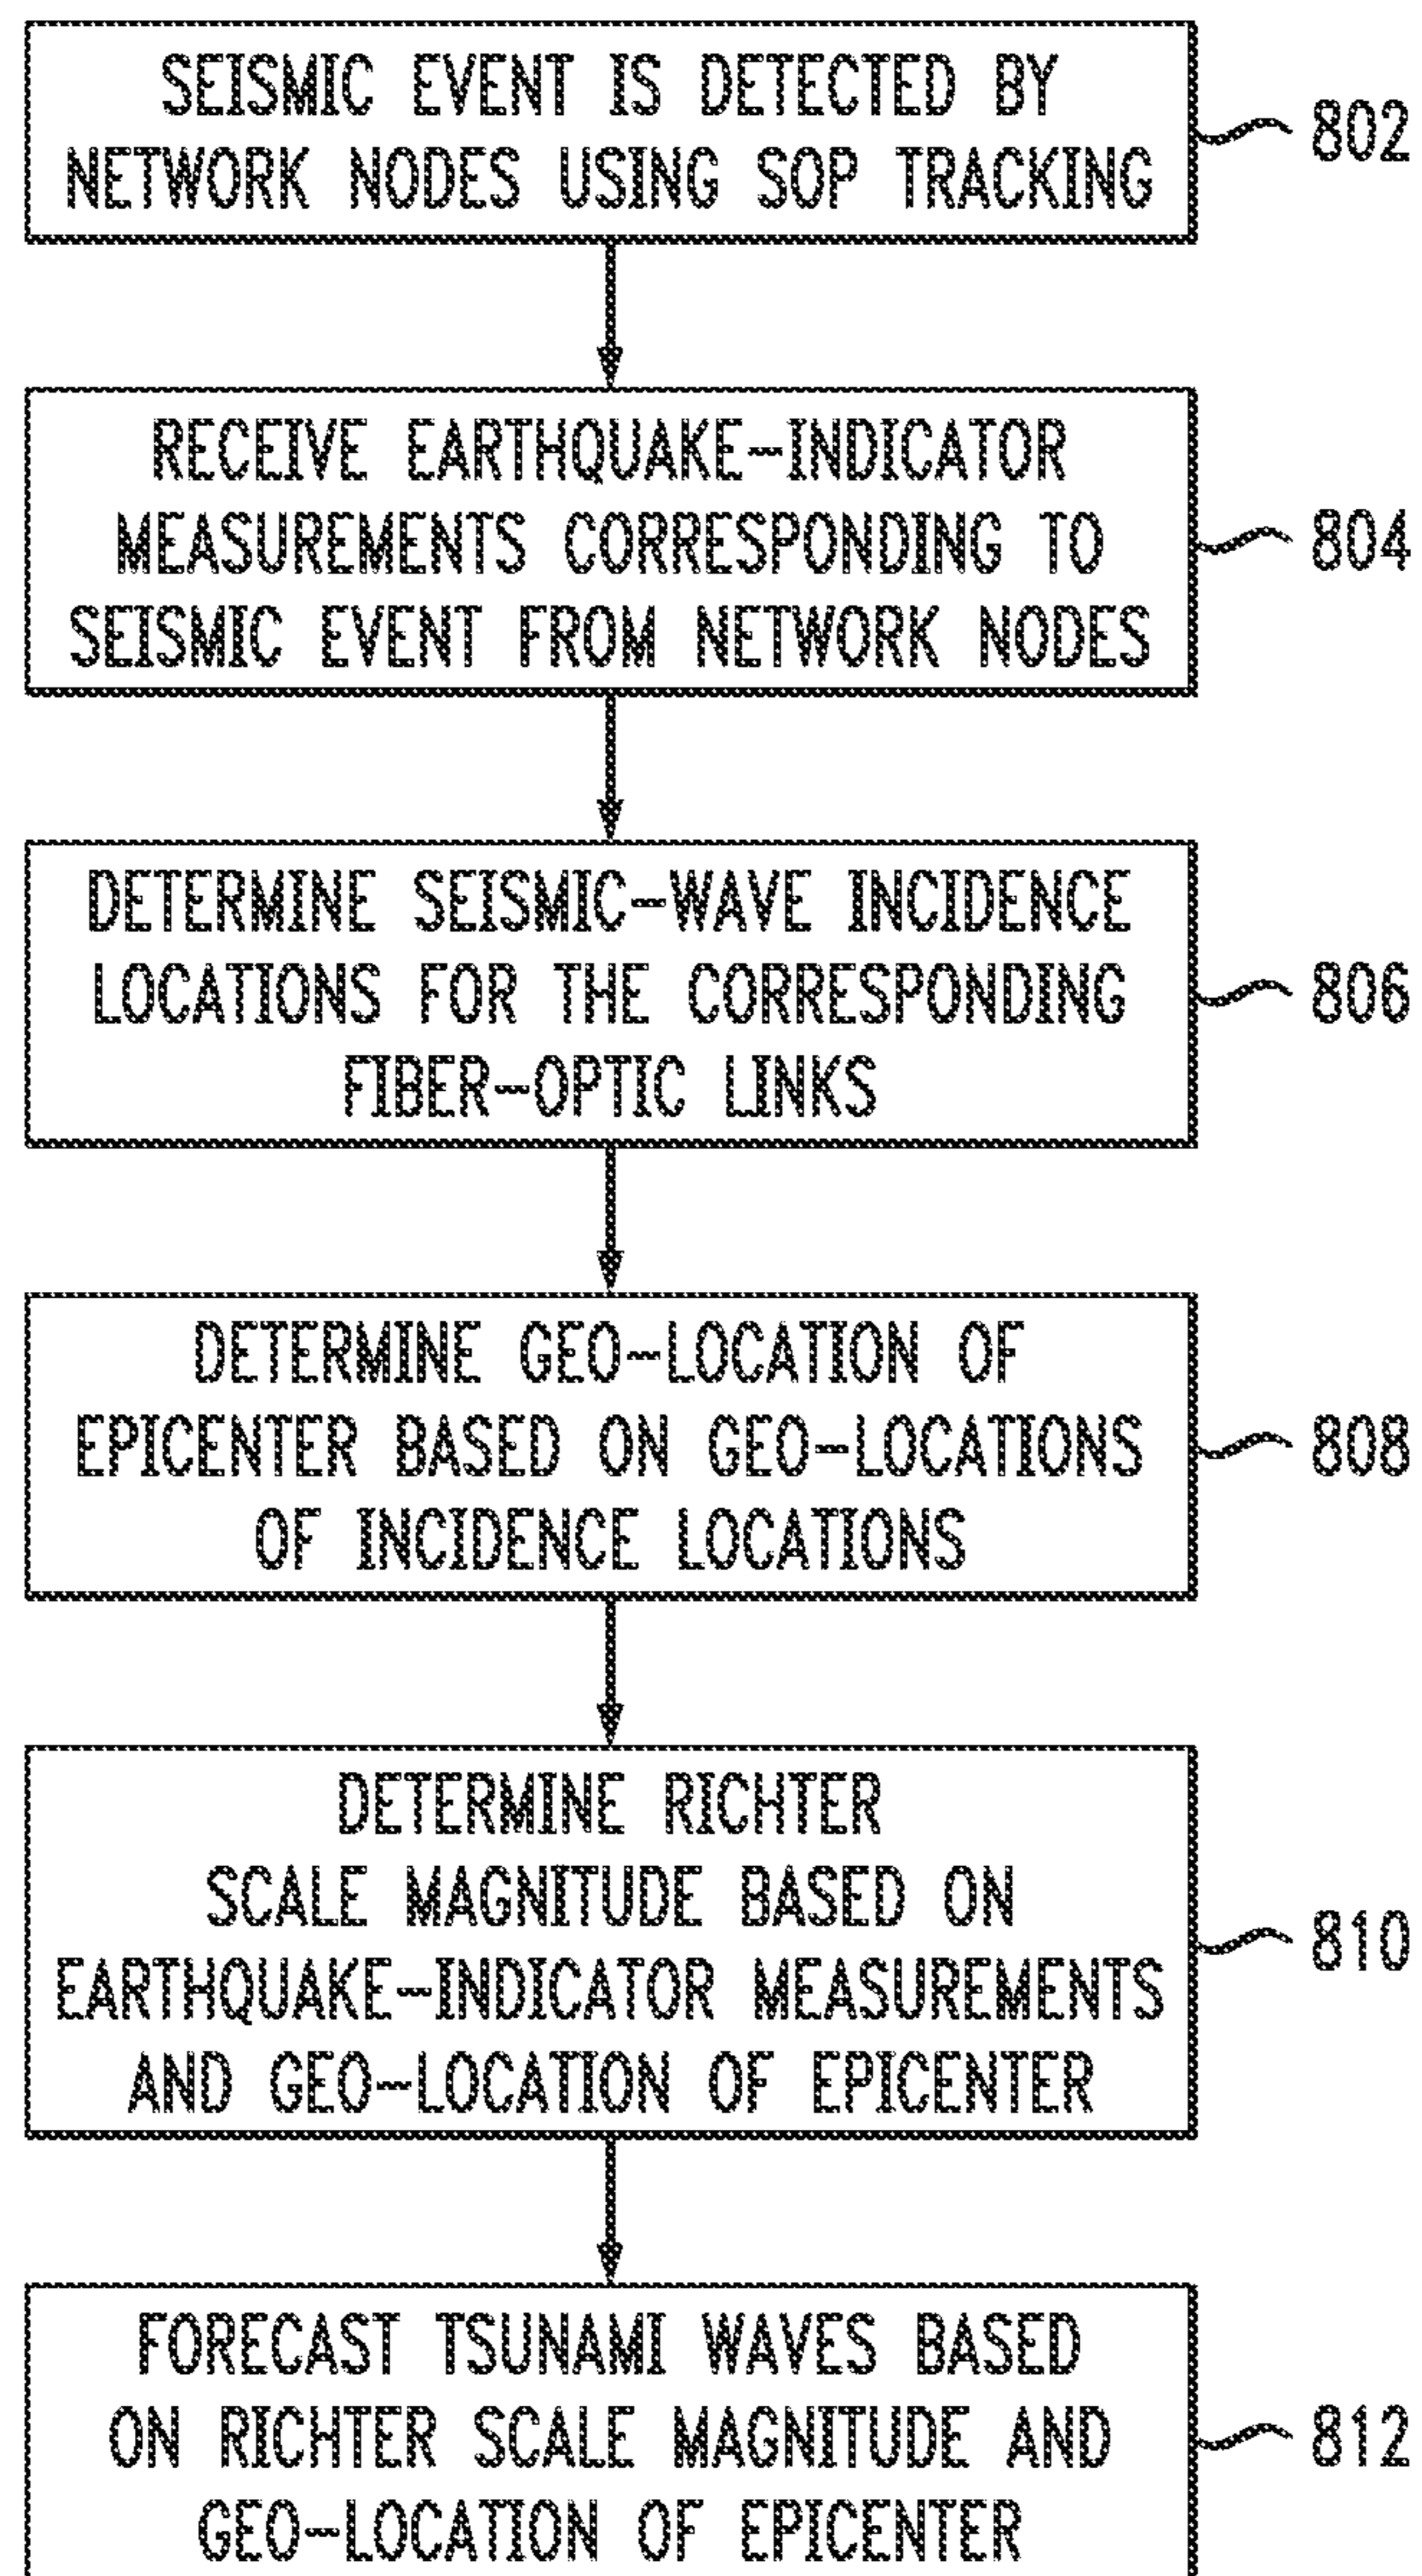 SEISMIC EVENT IS DETECTED BY
NETWORK NODES USING SOP TRACKING
802
RECEIVE EARTHQUAKE-INDICATOR
MEASUREMENTS CORRESPONDING TO
SEISMIC EVENT FROM NETWORK NODES
804
DETERMINE SEISMIC-WAVE INCIDENCE
LOCATIONS FOR THE CORRESPONDING
FIBER-OPTIC LINKS
806
DETERMINE GEO-LOCATION OF
EPICENTER BASED ON GEO-LOCATIONS
OF INCIDENCE LOCATIONS
808
DETERMINE RICHTER
SCALE MAGNITUDE BASED ON
EARTHQUAKE-INDICATOR MEASUREMENTS
AND GEO-LOCATION OF EPICENTER
810
FORECAST TSUNAMI WAVES BASED
ON RICHTER SCALE MAGNITUDE AND
GEO-LOCATION OF EPICENTER
812